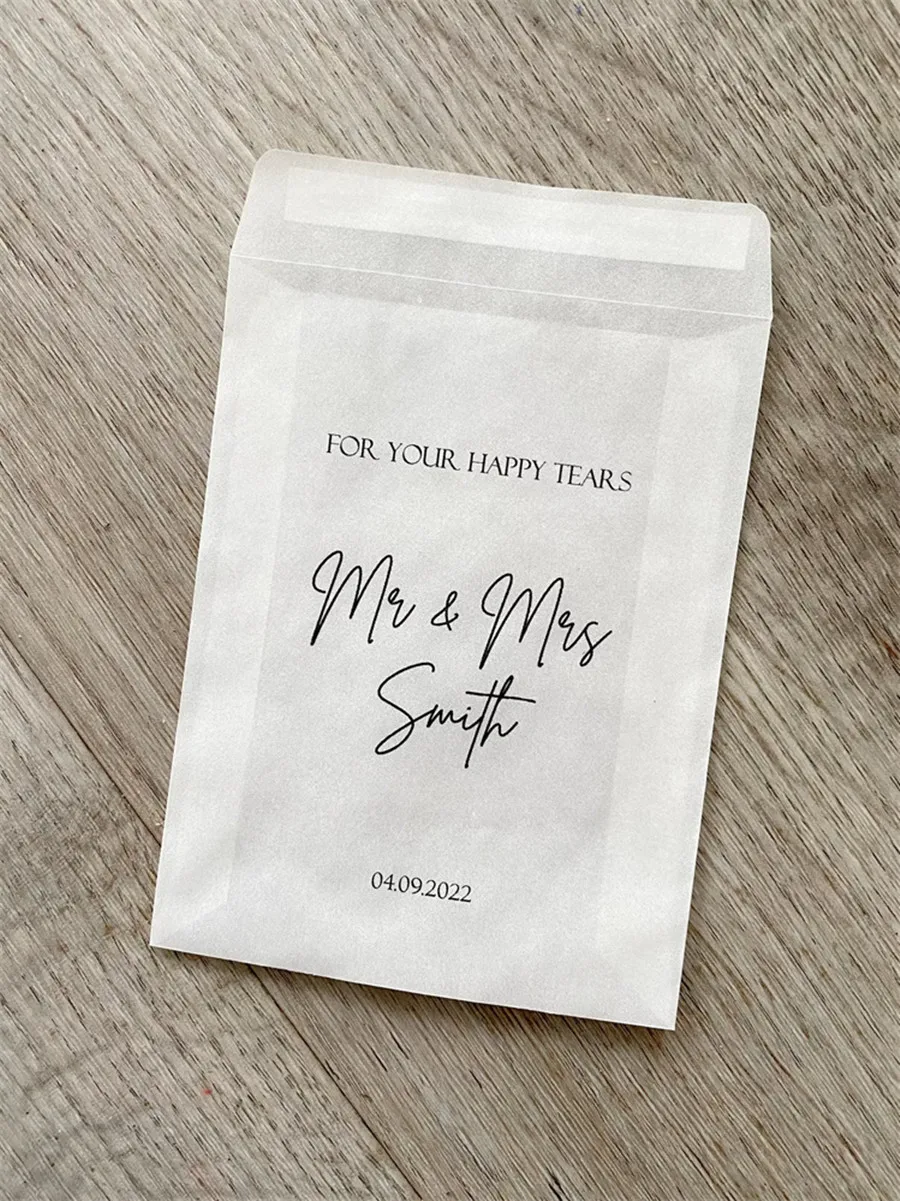 FOR YOUR HAPPY TEARS
Mr & Mrs
Smith
04.09.2022